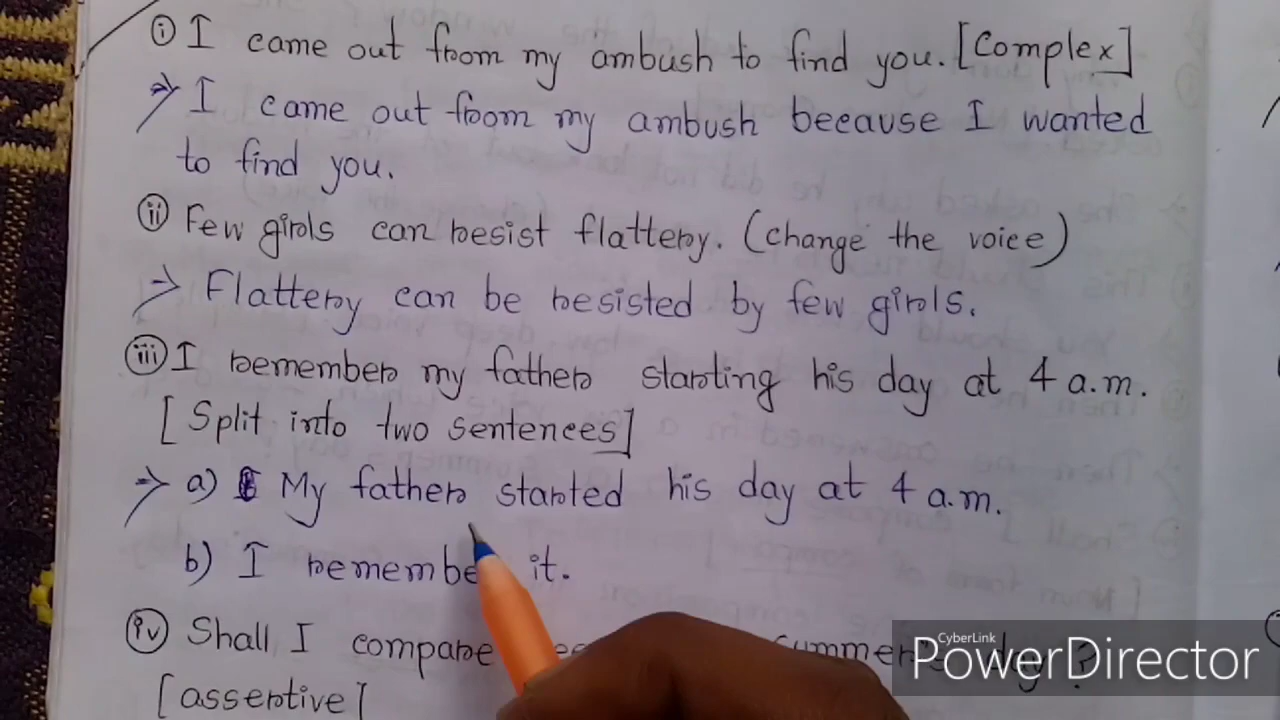 (i) I came out from my ambush to find you. [Complex]
⇒ I came out from my ambush because I wanted
to find you.
(ii) Few girls can resist flattery. (change the voice)
⇒ Flattery can be resisted by few girls.
(iii) I remember my father starting his day at 4 a.m.
[Split into two sentences]
⇒ a) My father started his day at 4 a.m.
b) I remember it.
(iv) Shall I compare summer's day ?
[assertive]
CyberLink
PowerDirector